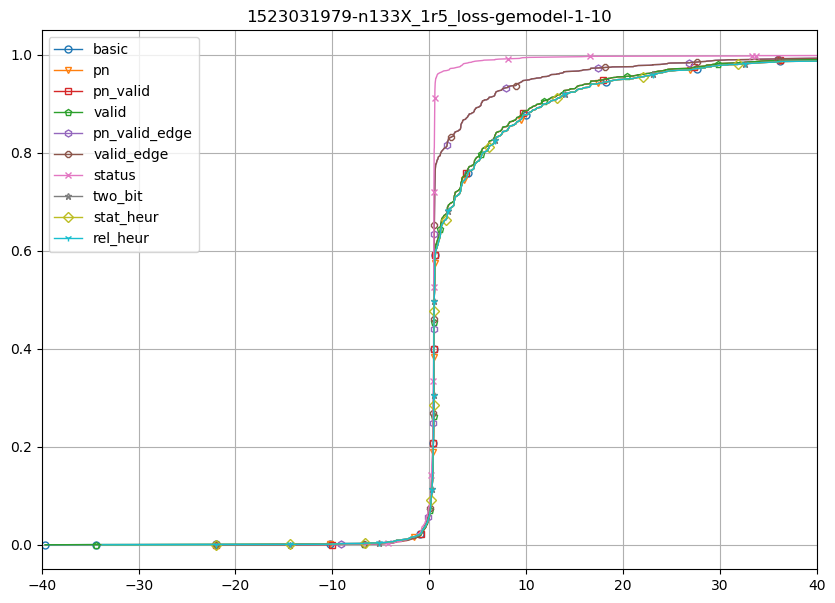 1523031979-n133X_1r5_loss-gemodel-1-10
basic
pn
pn_valid
valid
pn_valid_edge
valid_edge
status
two_bit
stat_heur
rel_heur
1.0
0.8
0.6
0.4
0.2
0.0
−40 −30 −20 −10 0 10 20 30 40